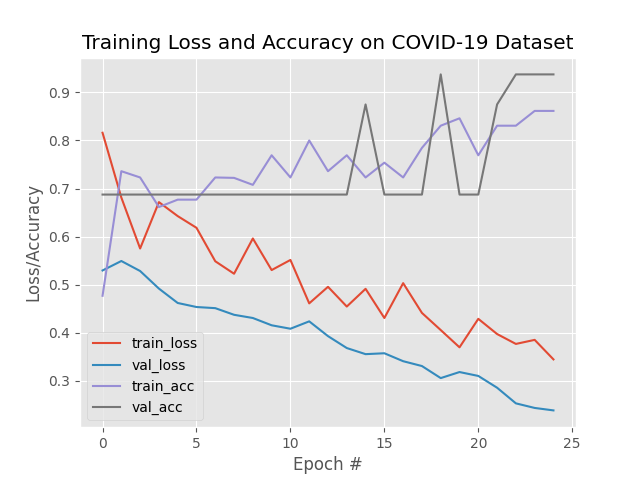 Training Loss and Accuracy on COVID-19 Dataset
Loss/Accuracy
0.9
0.8
0.7
0.6
0.5
0.4
0.3
train_loss
val_loss
train_acc
val_acc
0 5 10 15 20 25
Epoch #